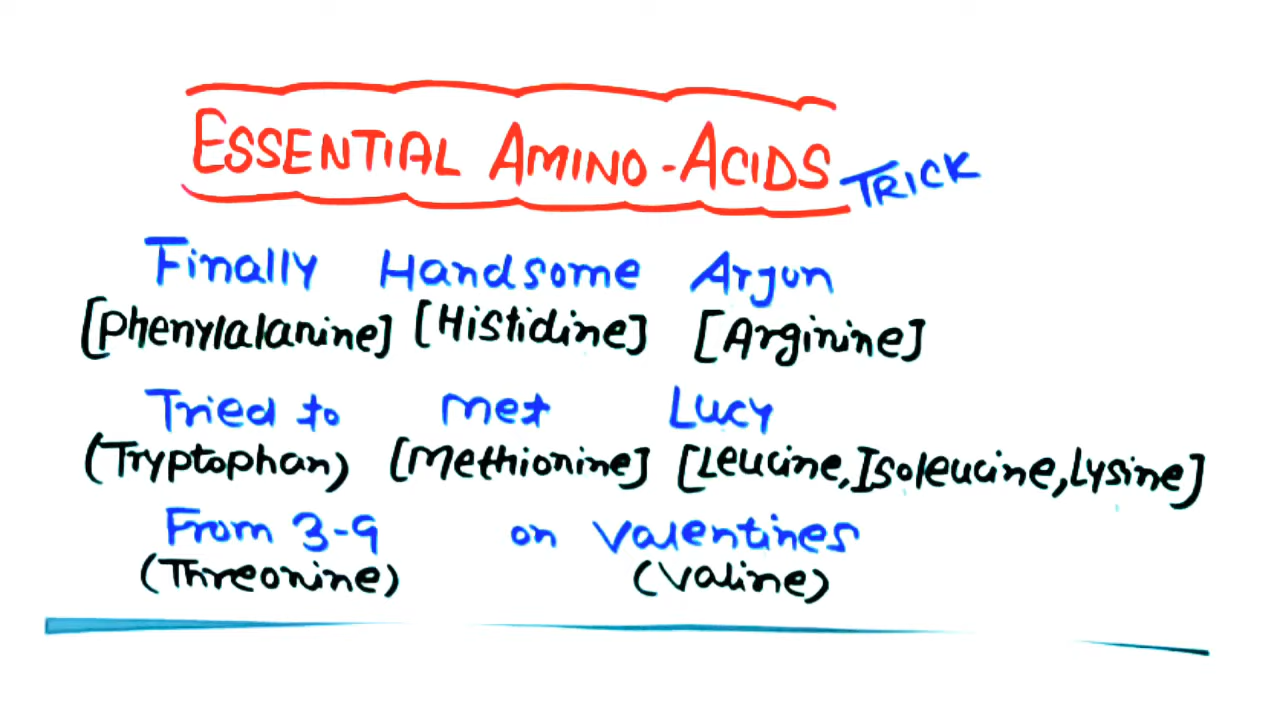 ESSENTIAL AMINO-ACIDS TRICK
Finally Handsome Arjun
[Phenylalanine] [Histidine] [Arginine]
Tried to Met Lucy
(Tryptophan) [Methionine] [Leucine, Isoleucine, Lysine]
From 3-9 on Valentines
(Threonine) (Valine)